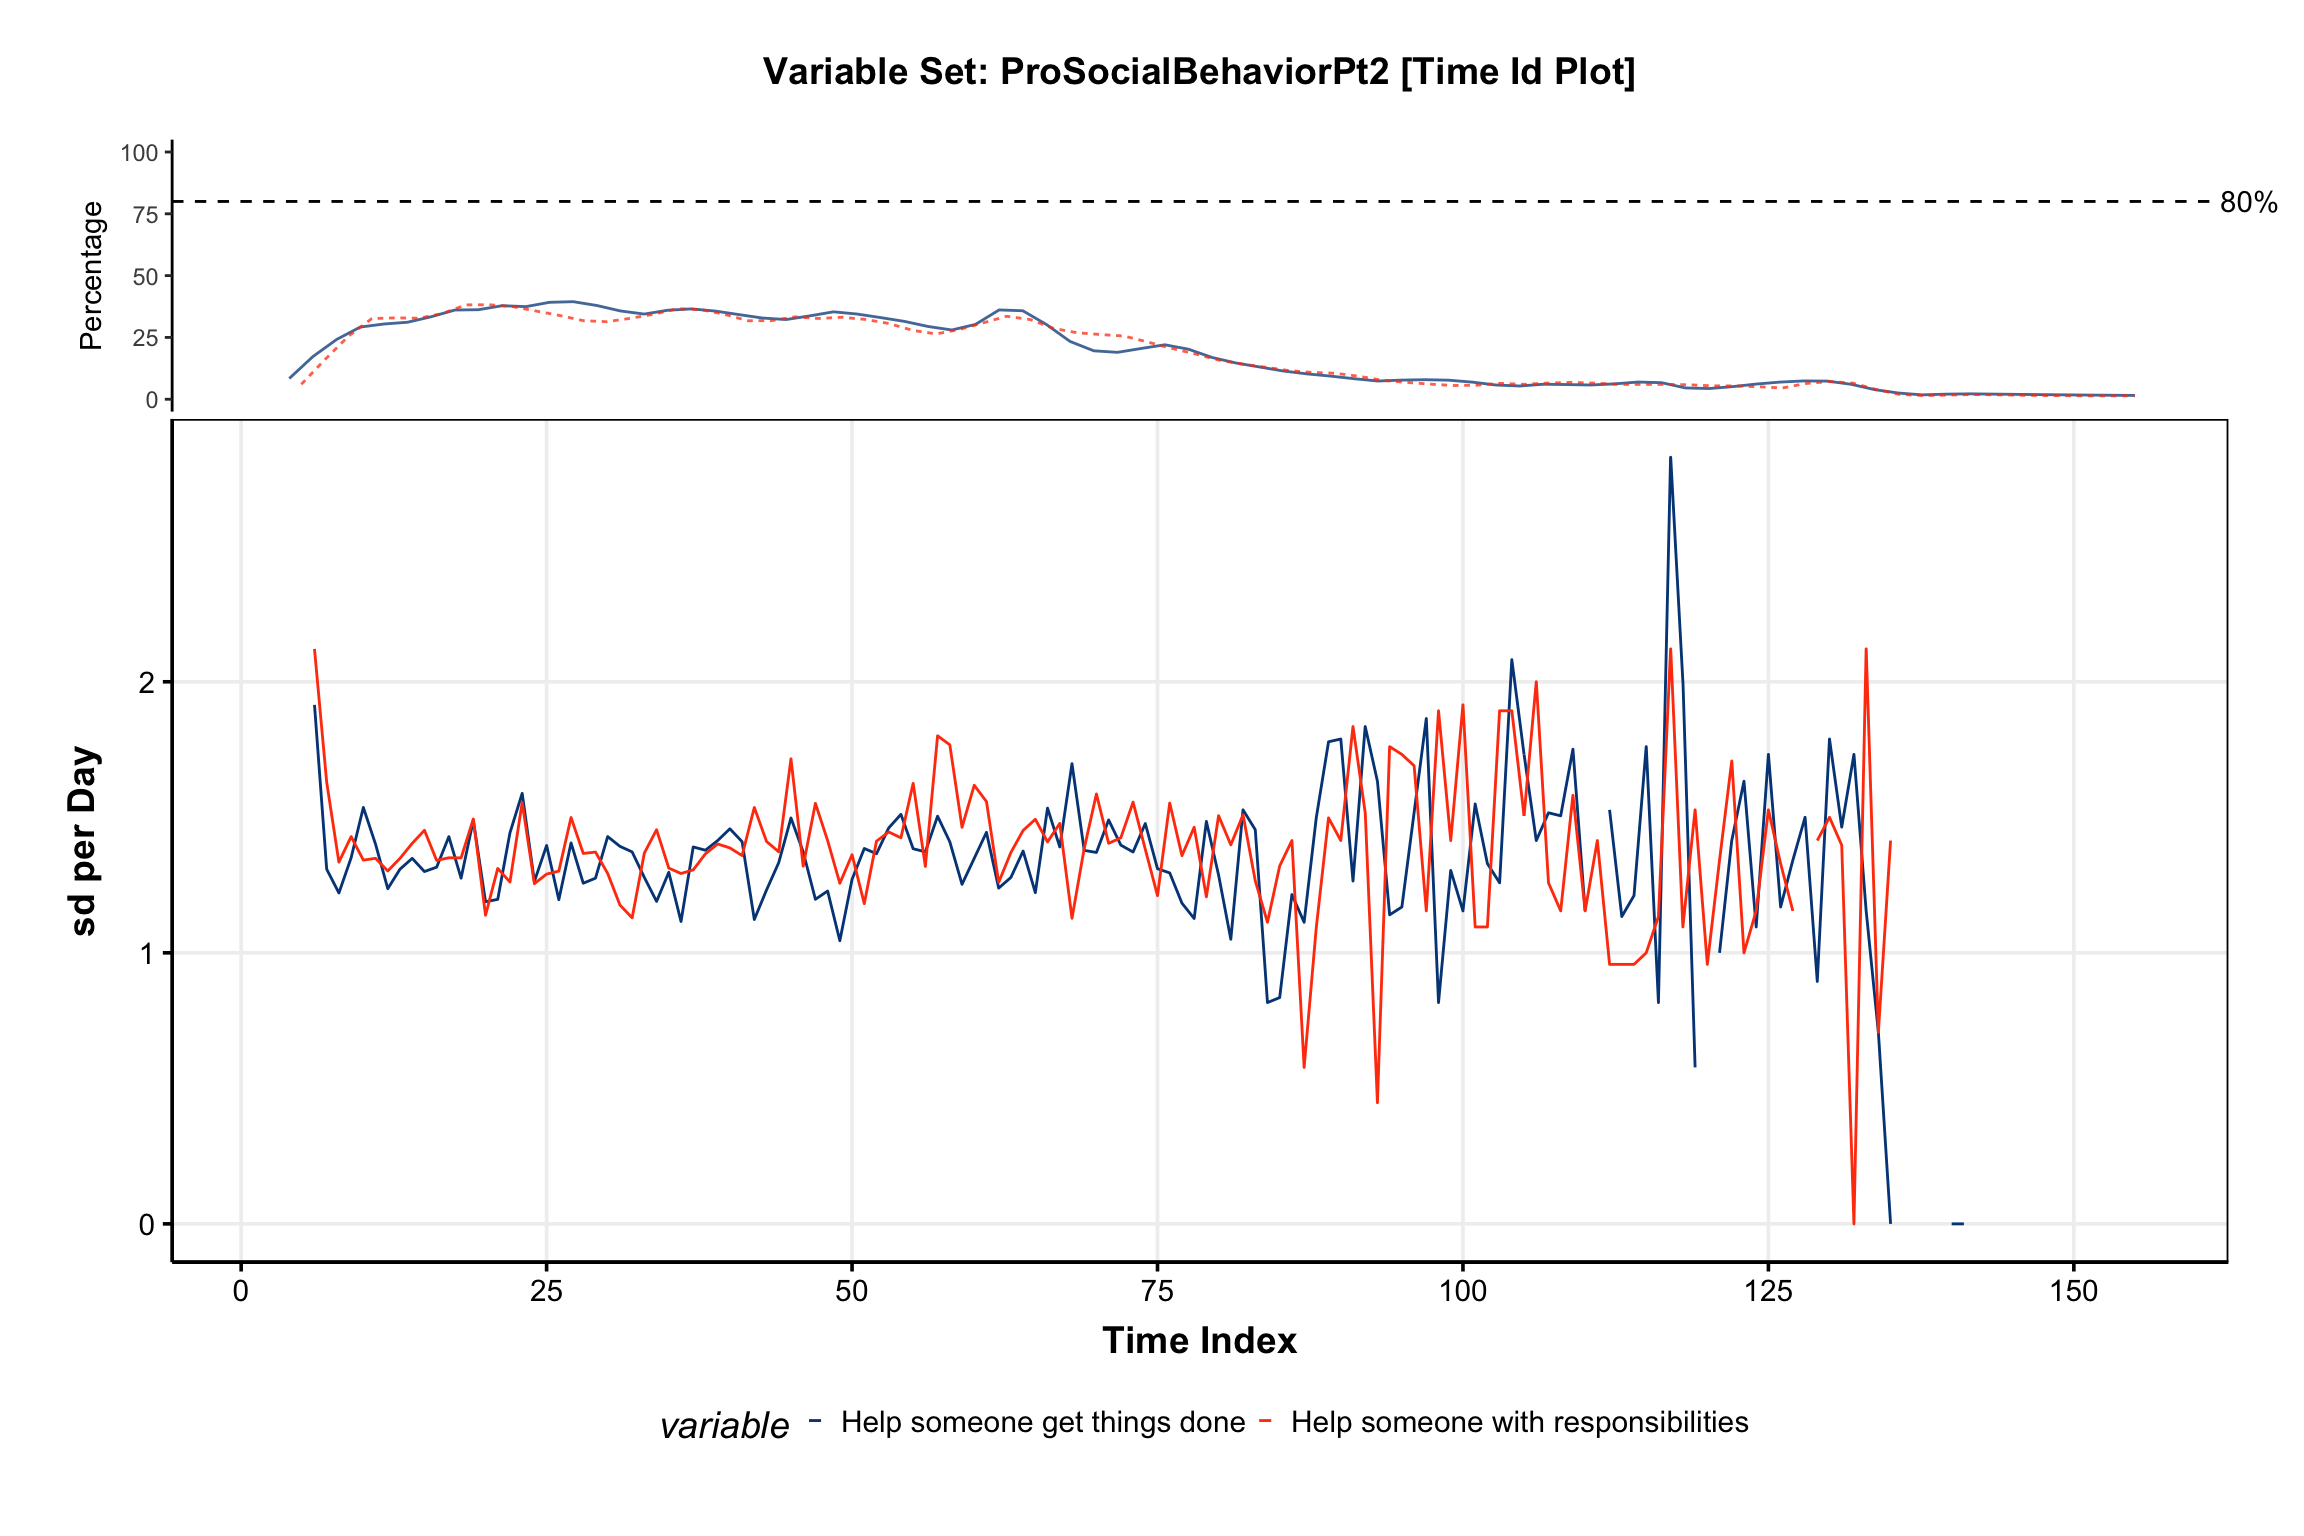 Variable Set: ProSocialBehaviorPt2 [Time Id Plot]
100
75
50
25
0
Percentage
80%
2
1
0
sd per Day
0 25 50 75 100 125 150
Time Index
variable Help someone get things done Help someone with responsibilities